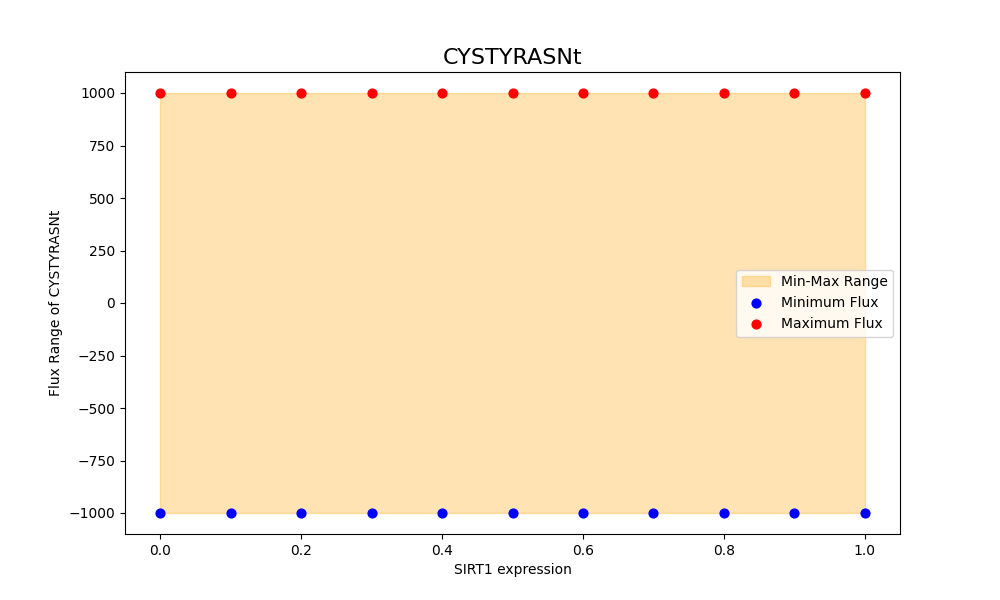 CYSTYRASNt
Flux Range of CYSTYRASNt
1000
750
500
250
0
−250
−500
−750
−1000
Min-Max Range
Minimum Flux
Maximum Flux
0.0
0.2
0.4
0.6
0.8
1.0
SIRT1 expression